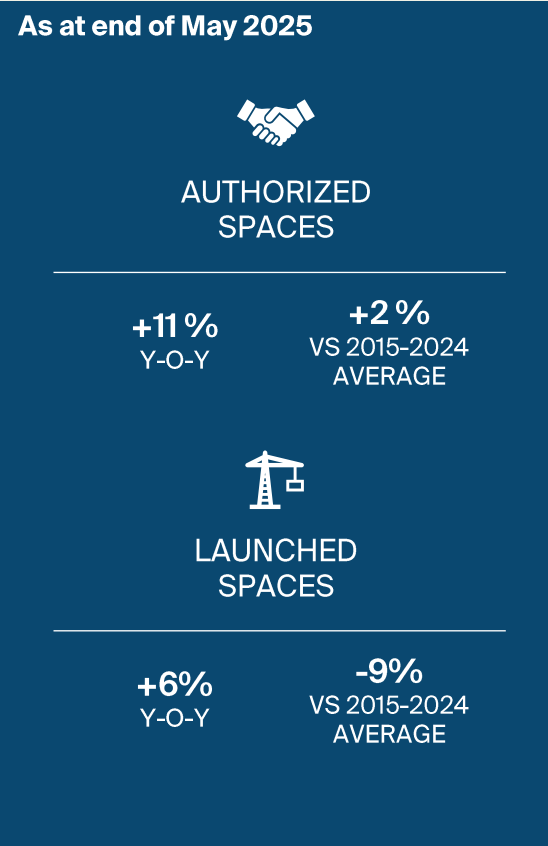 As at end of May 2025
AUTHORIZED
SPACES
+11 %
Y-O-Y
+2 %
VS 2015-2024
AVERAGE
LAUNCHED
SPACES
+6%
Y-O-Y
-9%
VS 2015-2024
AVERAGE